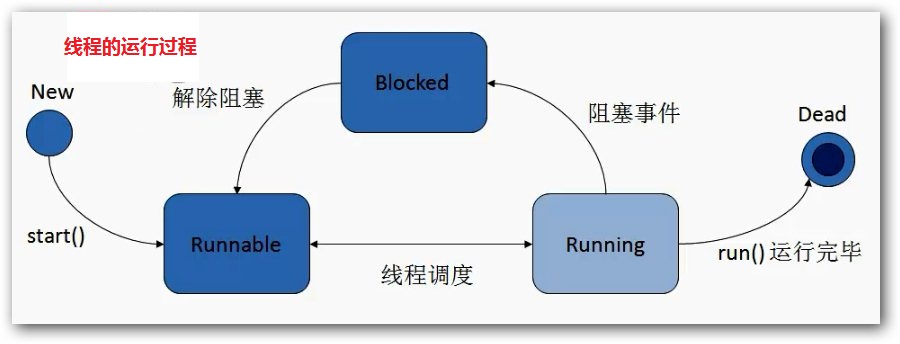 线程的运行过程
New
解除阻塞
Blocked
阻塞事件
Dead
start()
Runnable
线程调度
Running
run() 运行完毕